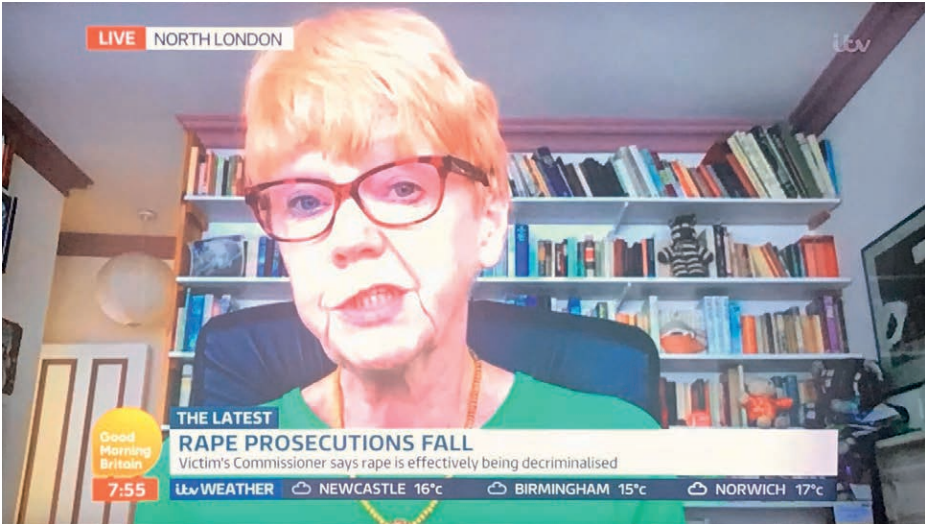 LIVE NORTH LONDON
itv
THE LATEST
RAPE PROSECUTIONS FALL
Victim's Commissioner says rape is effectively being decriminalised
Good
Morning
Britain
7:55 itv WEATHER NEWCASTLE 16°c BIRMINGHAM 15°c NORWICH 17°c